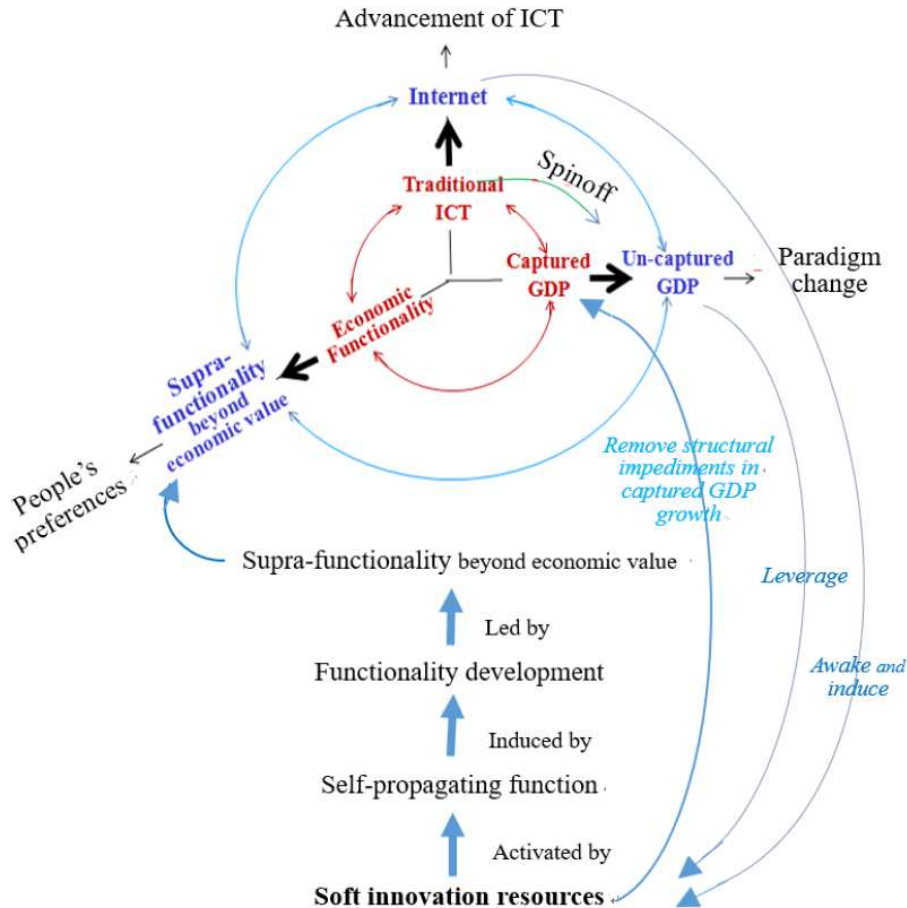 Advancement of ICT
Internet
Spinoff
Traditional
ICT
Captured
GDP
Un-captured
GDP
Paradigm
change
Economic
Functionality
Supra-
functionality
beyond
economic value
People's
preferences
Remove structural
impediments in
captured GDP
growth
Supra-functionality beyond economic value
Leverage
Led by
Functionality development
Awake and
induce
Induced by
Self-propagating function
Activated by
Soft innovation resources